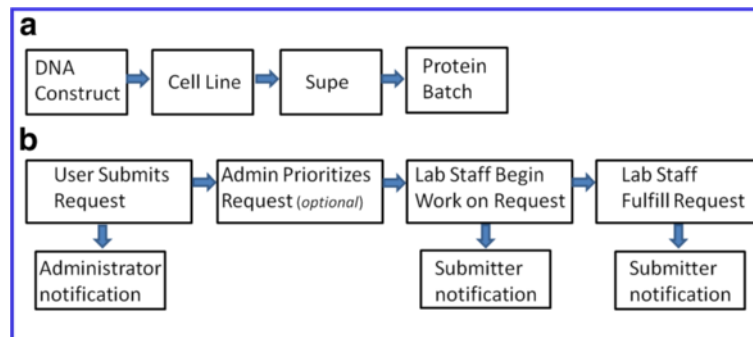 a
DNA
Construct
Cell Line
Supe
Protein
Batch
b
User Submits
Request
Admin Prioritizes
Request (optional)
Lab Staff Begin
Work on Request
Lab Staff
Fulfill Request
Administrator
notification
Submitter
notification
Submitter
notification